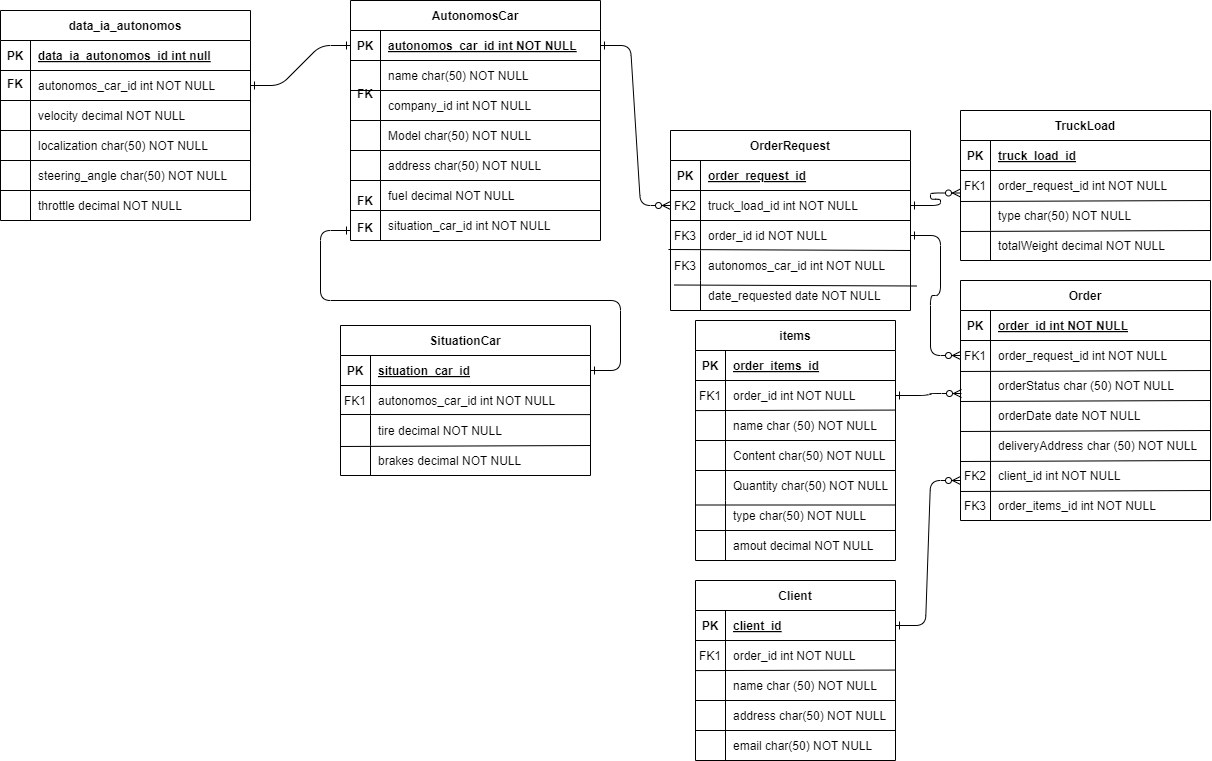 data_ia_autonomos
PK data_ia_autonomos_id int null
FK autonomos_car_id int NOT NULL
velocity decimal NOT NULL
localization char(50) NOT NULL
steering_angle char(50) NOT NULL
throttle decimal NOT NULL
AutonomosCar
PK autonomos_car_id int NOT NULL
name char(50) NOT NULL
FK
company_id int NOT NULL
Model char(50) NOT NULL
address char(50) NOT NULL
FK fuel decimal NOT NULL
FK situation_car_id int NOT NULL
SituationCar
PK situation_car_id
FK1 autonomos_car_id int NOT NULL
tire decimal NOT NULL
brakes decimal NOT NULL
OrderRequest
PK order_request_id
FK2 truck_load_id int NOT NULL
FK3 order_id id NOT NULL
FK3 autonomos_car_id int NOT NULL
date_requested date NOT NULL
TruckLoad
PK truck_load_id
FK1 order_request_id int NOT NULL
type char(50) NOT NULL
totalWeight decimal NOT NULL
items
PK order_items_id
FK1 order_id int NOT NULL
name char (50) NOT NULL
Content char(50) NOT NULL
Quantity char(50) NOT NULL
type char(50) NOT NULL
amout decimal NOT NULL
Order
PK order_id int NOT NULL
FK1 order_request_id int NOT NULL
orderStatus char (50) NOT NULL
orderDate date NOT NULL
deliveryAddress char (50) NOT NULL
FK2 client_id int NOT NULL
FK3 order_items_id int NOT NULL
Client
PK client_id
FK1 order_id int NOT NULL
name char (50) NOT NULL
address char(50) NOT NULL
email char(50) NOT NULL